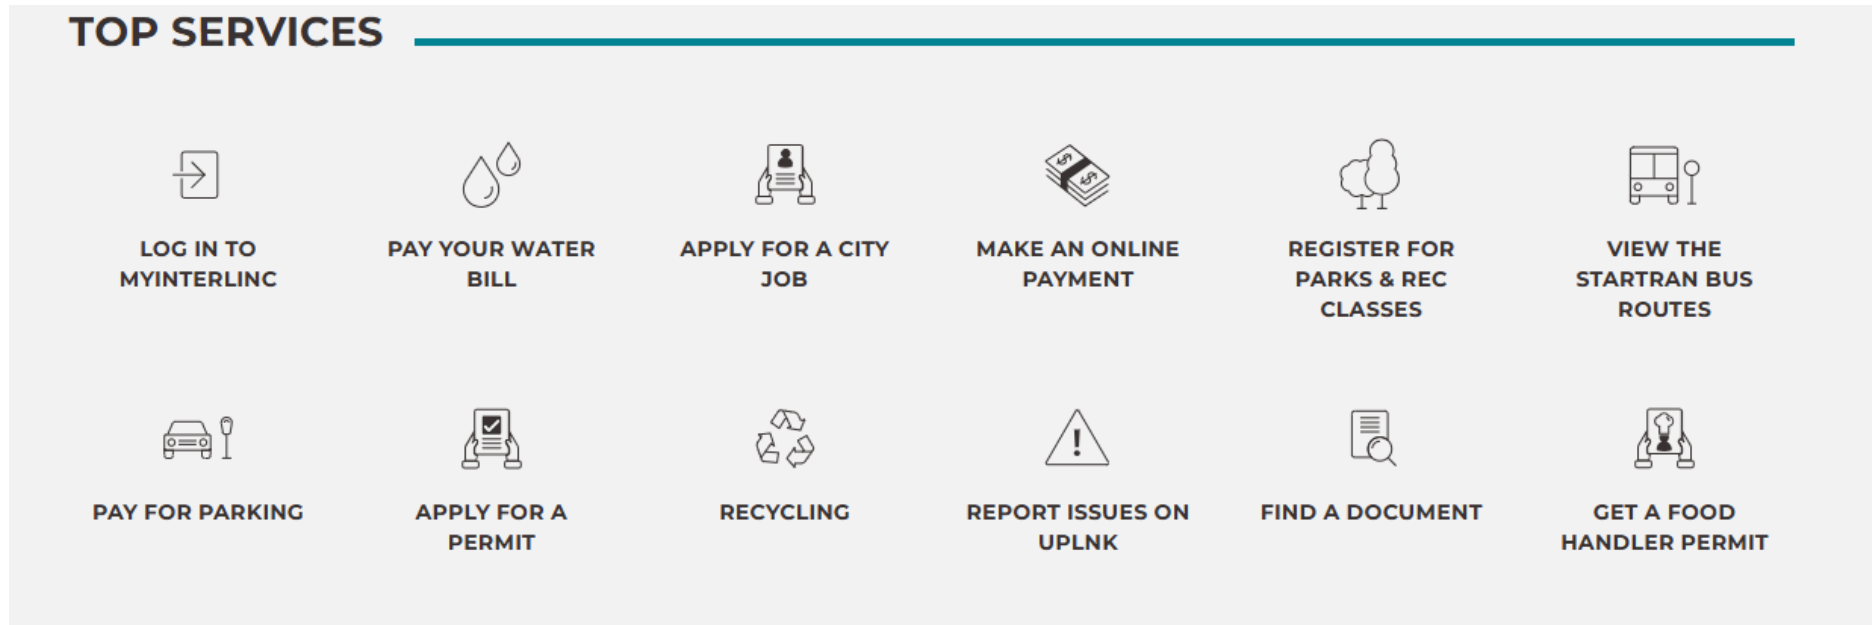 TOP SERVICES
LOG IN TO
MYINTERLINC
PAY YOUR WATER
BILL
APPLY FOR A CITY
JOB
MAKE AN ONLINE
PAYMENT
REGISTER FOR
PARKS & REC
CLASSES
VIEW THE
STARTRAN BUS
ROUTES
PAY FOR PARKING
APPLY FOR A
PERMIT
RECYCLING
REPORT ISSUES ON
UPLNK
FIND A DOCUMENT
GET A FOOD
HANDLER PERMIT